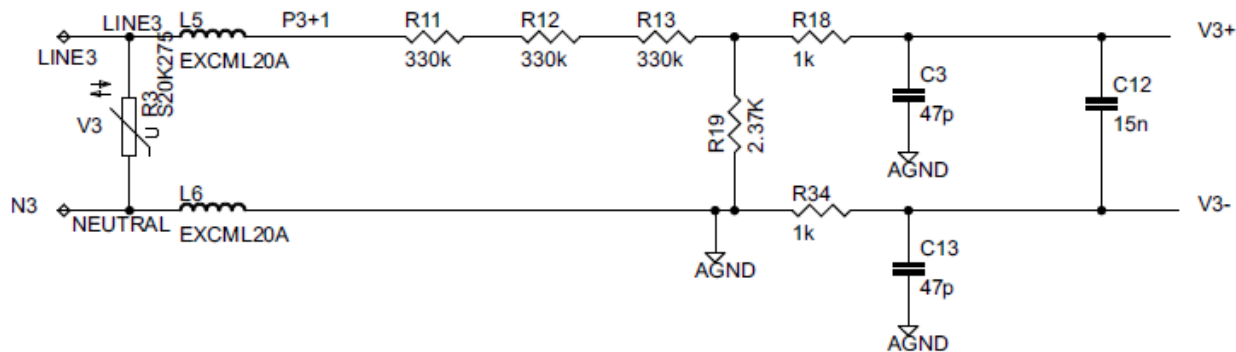 LINE3
L5
P3+1
R11
R12
R13
R18
V3+
LINE3
EXCML20A
330k
330k
330k
1k
S20K275
R3
V3
U
C3
47p
C12
15n
R19
2.37K
AGND
N3
NEUTRAL
L6
EXCML20A
R34
1k
V3-
AGND
C13
47p
AGND